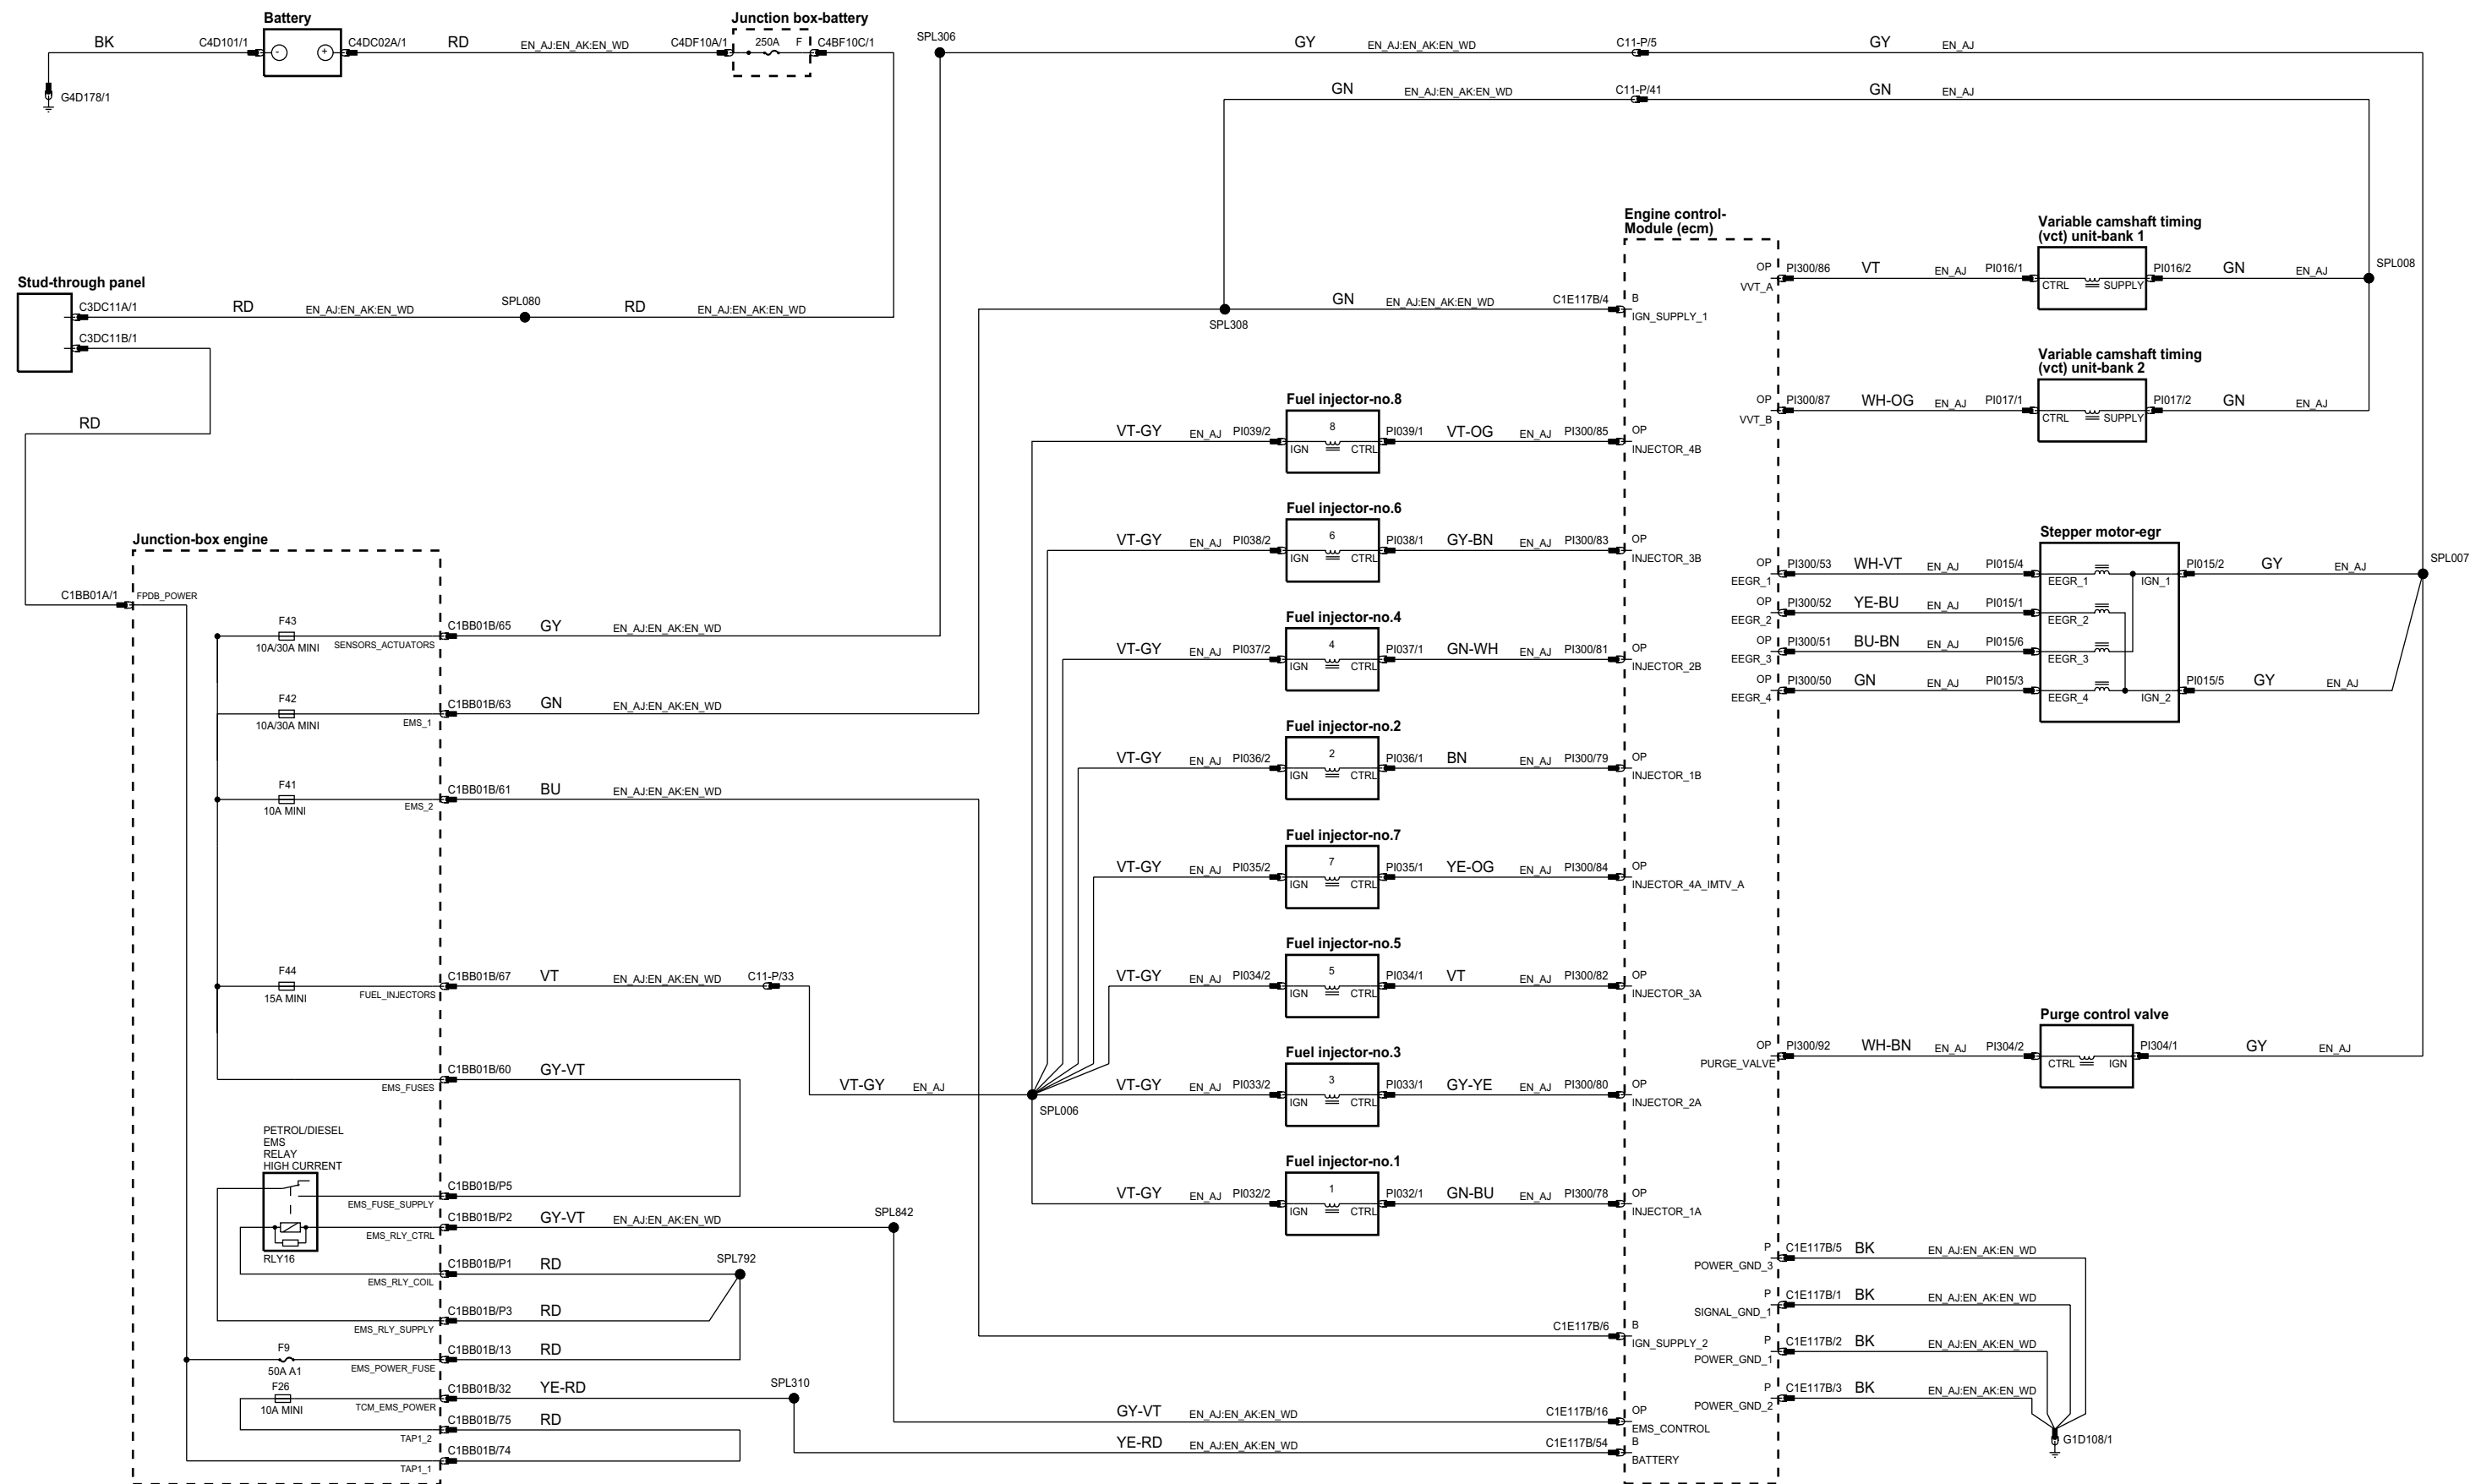 Battery
Junction box-battery
BK
C4D101/1
-
+
C4DC02A/1
RD
EN_AJ:EN_AK:EN_WD
C4DF10A/1
250A
F
C4BF10C/1
G4D178/1
SPL306
GY
EN_AJ:EN_AK:EN_WD
C11-P/5
GY
EN_AJ
GN
EN_AJ:EN_AK:EN_WD
C11-P/41
GN
EN_AJ
Stud-through panel
C3DC11A/1
RD
EN_AJ:EN_AK:EN_WD
SPL080
RD
EN_AJ:EN_AK:EN_WD
C3DC11B/1
RD
SPL308
GN
EN_AJ:EN_AK:EN_WD
C1E117B/4
Engine control-
Module (ecm)
B
IGN_SUPPLY_1
OP
VVT_A
PI300/86
VT
EN_AJ
PI016/1
Variable camshaft timing
(vct) unit-bank 1
CTRL
SUPPLY
PI016/2
GN
EN_AJ
SPL008
OP
VVT_B
PI300/87
WH-OG
EN_AJ
PI017/1
Variable camshaft timing
(vct) unit-bank 2
CTRL
SUPPLY
PI017/2
GN
EN_AJ
Fuel injector-no.8
VT-GY
EN_AJ
PI039/2
8
IGN
CTRL
PI039/1
VT-OG
EN_AJ
PI300/85
OP
INJECTOR_4B
Fuel injector-no.6
VT-GY
EN_AJ
PI038/2
6
IGN
CTRL
PI038/1
GY-BN
EN_AJ
PI300/83
OP
INJECTOR_3B
Fuel injector-no.4
VT-GY
EN_AJ
PI037/2
4
IGN
CTRL
PI037/1
GN-WH
EN_AJ
PI300/81
OP
INJECTOR_2B
Fuel injector-no.2
VT-GY
EN_AJ
PI036/2
2
IGN
CTRL
PI036/1
BN
EN_AJ
PI300/79
OP
INJECTOR_1B
Fuel injector-no.7
VT-GY
EN_AJ
PI035/2
7
IGN
CTRL
PI035/1
YE-OG
EN_AJ
PI300/84
OP
INJECTOR_4A_IMTV_A
Fuel injector-no.5
VT-GY
EN_AJ
PI034/2
5
IGN
CTRL
PI034/1
VT
EN_AJ
PI300/82
OP
INJECTOR_3A
Fuel injector-no.3
VT-GY
EN_AJ
PI033/2
3
IGN
CTRL
PI033/1
GY-YE
EN_AJ
PI300/80
OP
INJECTOR_2A
Fuel injector-no.1
VT-GY
EN_AJ
PI032/2
1
IGN
CTRL
PI032/1
GN-BU
EN_AJ
PI300/78
OP
INJECTOR_1A
Stepper motor-egr
OP
EEGR_1
PI300/53
WH-VT
EN_AJ
PI015/4
EEGR_1
IGN_1
PI015/2
GY
EN_AJ
SPL007
OP
EEGR_2
PI300/52
YE-BU
EN_AJ
PI015/1
EEGR_2
OP
EEGR_3
PI300/51
BU-BN
EN_AJ
PI015/6
EEGR_3
OP
EEGR_4
PI300/50
GN
EN_AJ
PI015/3
EEGR_4
IGN_2
PI015/5
GY
EN_AJ
Purge control valve
OP
PURGE_VALVE
PI300/92
WH-BN
EN_AJ
PI304/2
CTRL
IGN
PI304/1
GY
EN_AJ
Junction-box engine
C1BB01A/1
FPDB_POWER
F43
10A/30A MINI
SENSORS_ACTUATORS
C1BB01B/65
GY
EN_AJ:EN_AK:EN_WD
F42
10A/30A MINI
EMS_1
C1BB01B/63
GN
EN_AJ:EN_AK:EN_WD
F41
10A MINI
EMS_2
C1BB01B/61
BU
EN_AJ:EN_AK:EN_WD
F44
15A MINI
FUEL_INJECTORS
C1BB01B/67
VT
EN_AJ:EN_AK:EN_WD
C11-P/33
VT-GY
EN_AJ
SPL006
EMS_FUSES
C1BB01B/60
GY-VT
PETROL/DIESEL
EMS
RELAY
HIGH CURRENT
RLY16
EMS_FUSE_SUPPLY
C1BB01B/P5
EMS_RLY_CTRL
C1BB01B/P2
GY-VT
EN_AJ:EN_AK:EN_WD
SPL842
EMS_RLY_COIL
C1BB01B/P1
RD
SPL792
EMS_RLY_SUPPLY
C1BB01B/P3
RD
F9
50A A1
EMS_POWER_FUSE
C1BB01B/13
RD
F26
10A MINI
TCM_EMS_POWER
C1BB01B/32
YE-RD
SPL310
TAP1_2
C1BB01B/75
RD
TAP1_1
C1BB01B/74
C1E117B/6
B
IGN_SUPPLY_2
GY-VT
EN_AJ:EN_AK:EN_WD
C1E117B/16
OP
EMS_CONTROL
YE-RD
EN_AJ:EN_AK:EN_WD
C1E117B/54
B
BATTERY
P
POWER_GND_3
C1E117B/5
BK
EN_AJ:EN_AK:EN_WD
P
SIGNAL_GND_1
C1E117B/1
BK
EN_AJ:EN_AK:EN_WD
P
POWER_GND_1
C1E117B/2
BK
EN_AJ:EN_AK:EN_WD
P
POWER_GND_2
C1E117B/3
BK
EN_AJ:EN_AK:EN_WD
G1D108/1